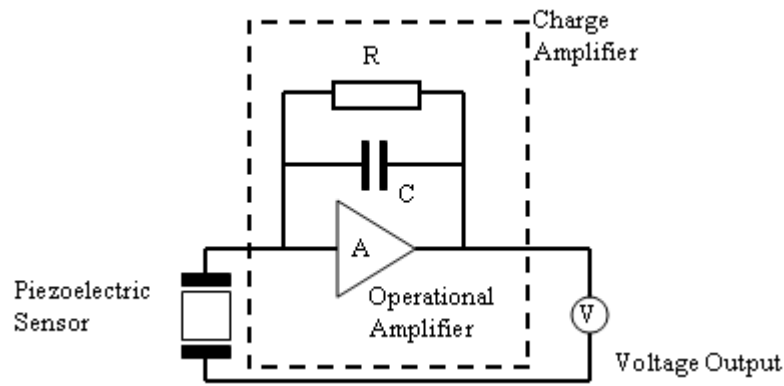 Charge
Amplifier
R
C
A
Piezoelectric
Sensor
Operational
Amplifier
V
Voltage Output